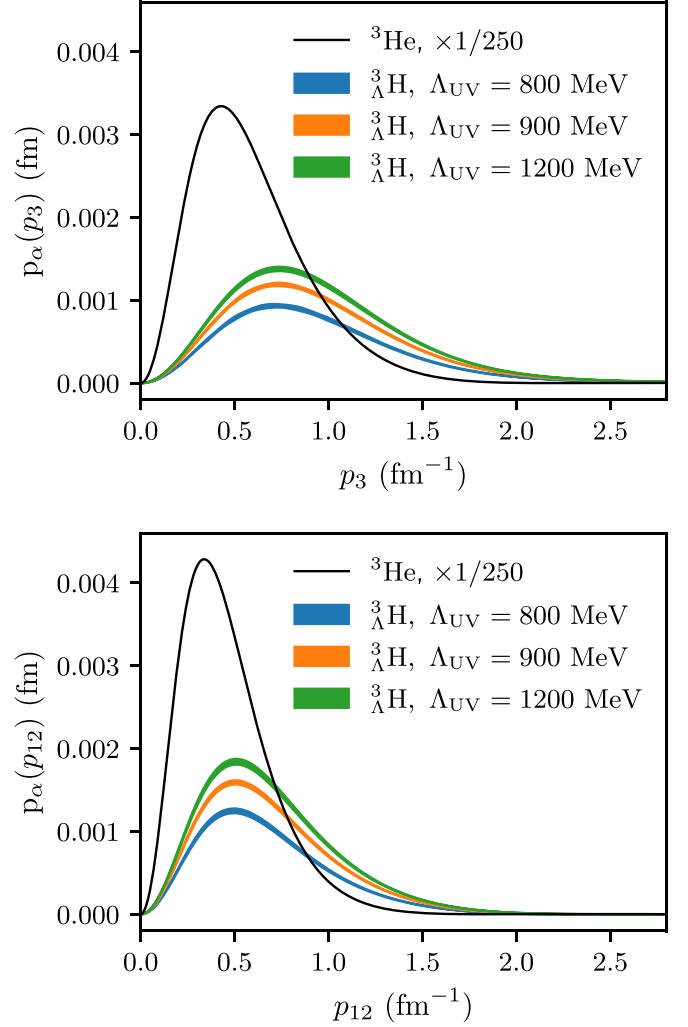 ³He, ×1/250
³ΛH, ΛUV = 800 MeV
³ΛH, ΛUV = 900 MeV
³ΛH, ΛUV = 1200 MeV
pα(p3) (fm)
0.004
0.003
0.002
0.001
0.000
0.0 0.5 1.0 1.5 2.0 2.5
p3 (fm⁻¹)
³He, ×1/250
³ΛH, ΛUV = 800 MeV
³ΛH, ΛUV = 900 MeV
³ΛH, ΛUV = 1200 MeV
pα(p12) (fm)
0.004
0.003
0.002
0.001
0.000
0.0 0.5 1.0 1.5 2.0 2.5
p12 (fm⁻¹)